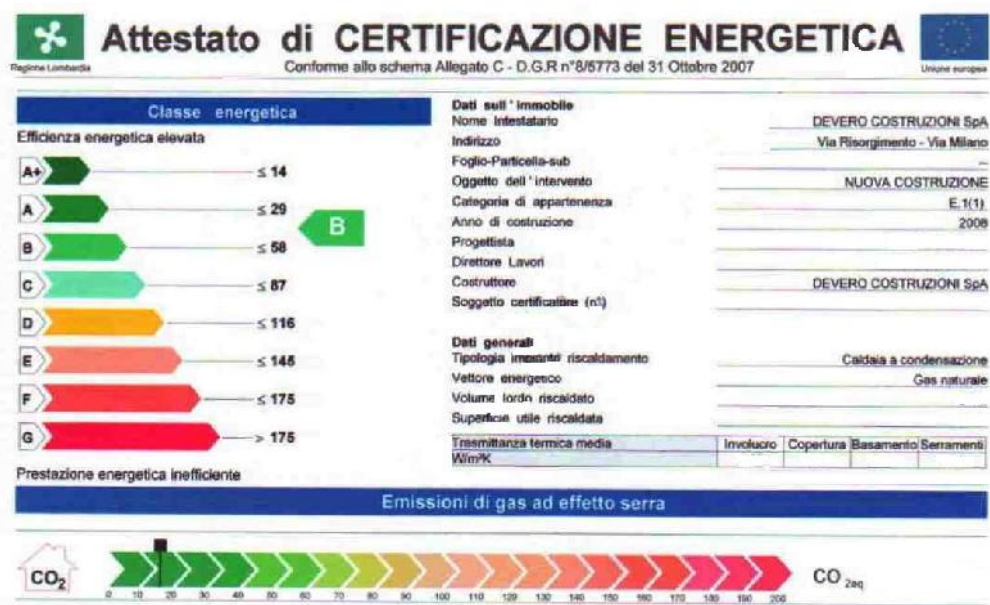 Attestato di CERTIFICAZIONE ENERGETICA
Regione Lombardia
Conforme allo schema Allegato C - D.G.R n°8/5773 del 31 Ottobre 2007
Unione europea
Classe energetica
Efficienza energetica elevata
A+ ≤ 14
A ≤ 29
B ≤ 58
B
C ≤ 87
D ≤ 116
E ≤ 145
F ≤ 175
G > 175
Prestazione energetica inefficiente
Dati sull'immobile
Nome Intestatario DEVERO COSTRUZIONI SpA
Indirizzo Via Risorgimento - Via Milano
Foglio-Particella-sub --
Oggetto dell'intervento NUOVA COSTRUZIONE
Categoria di appartenenza E.1(1)
Anno di costruzione 2008
Progettista
Direttore Lavori
Costruttore DEVERO COSTRUZIONI SpA
Soggetto certificatore (n°)
Dati generali
Tipologia impianto riscaldamento Caldaia a condensazione
Vettore energetico Gas naturale
Volume lordo riscaldato
Superficie utile riscaldata
Trasmittanza termica media Involucro Copertura Basamento Serramenti
W/m²K
Emissioni di gas ad effetto serra
CO2
0 10 20 30 40 50 60 70 80 90 100 110 120 130 140 150 160 170 180 190 200
CO 2eq